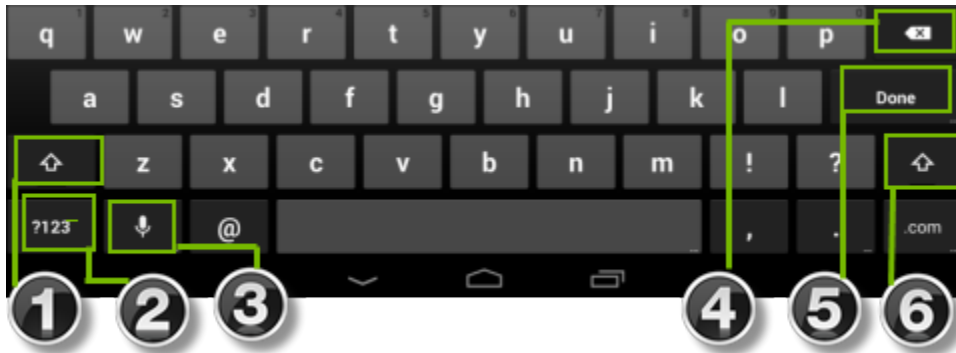 1 2 3 4 5 6 7 8 9 0
q w e r t y u i o p
a s d f g h j k l Done
z x c v b n m ! ?
?123 @ , . .com
1 2 3 4 5 6